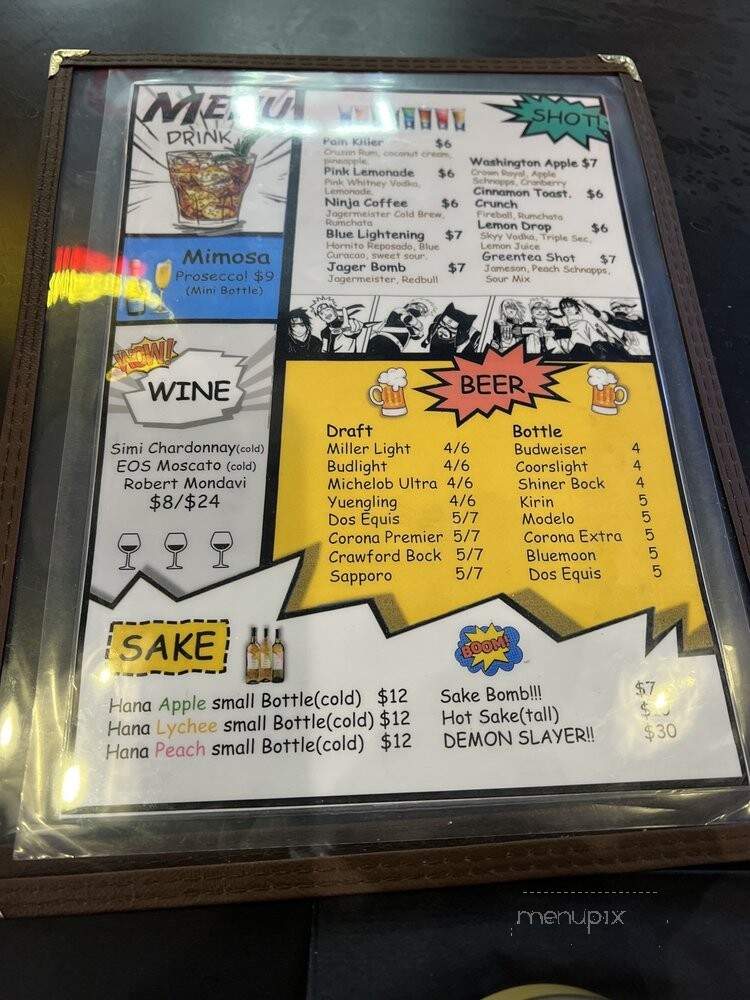 MENU
DRINK
Mimosa
Prosecco! $9
(Mini Bottle)
WOW!
WINE
Simi Chardonnay(cold)
EOS Moscato (cold)
Robert Mondavi
$8/$24
SHOT!
Pain Killer $6
Cruzan Rum, coconut cream,
pineapple.
Pink Lemonade $6
Pink Whitney Vodka,
Lemonade.
Ninja Coffee $6
Jagermeister Cold Brew,
Rumchata
Blue Lightening $7
Hornito Reposado, Blue
Curacao, sweet sour.
Jager Bomb $7
Jagermeister, Redbull
Washington Apple $7
Crown Royal, Apple
Schnapps, Cranberry
Cinnamon Toast. $6
Crunch
Fireball, Rumchata
Lemon Drop $6
Skyy Vodka, Triple Sec,
Lemon Juice
Greentea Shot $7
Jameson, Peach Schnapps,
Sour Mix
BEER
Draft
Miller Light 4/6
Budlight 4/6
Michelob Ultra 4/6
Yuengling 4/6
Dos Equis 5/7
Corona Premier 5/7
Crawford Bock 5/7
Sapporo 5/7
Bottle
Budweiser 4
Coorslight 4
Shiner Bock 4
Kirin 5
Modelo 5
Corona Extra 5
Bluemoon 5
Dos Equis 5
SAKE
Hana Apple small Bottle(cold) $12
Hana Lychee small Bottle(cold) $12
Hana Peach small Bottle(cold) $12
BOOM!
Sake Bomb!!! $7
Hot Sake(tall)
DEMON SLAYER!! $30
menupix